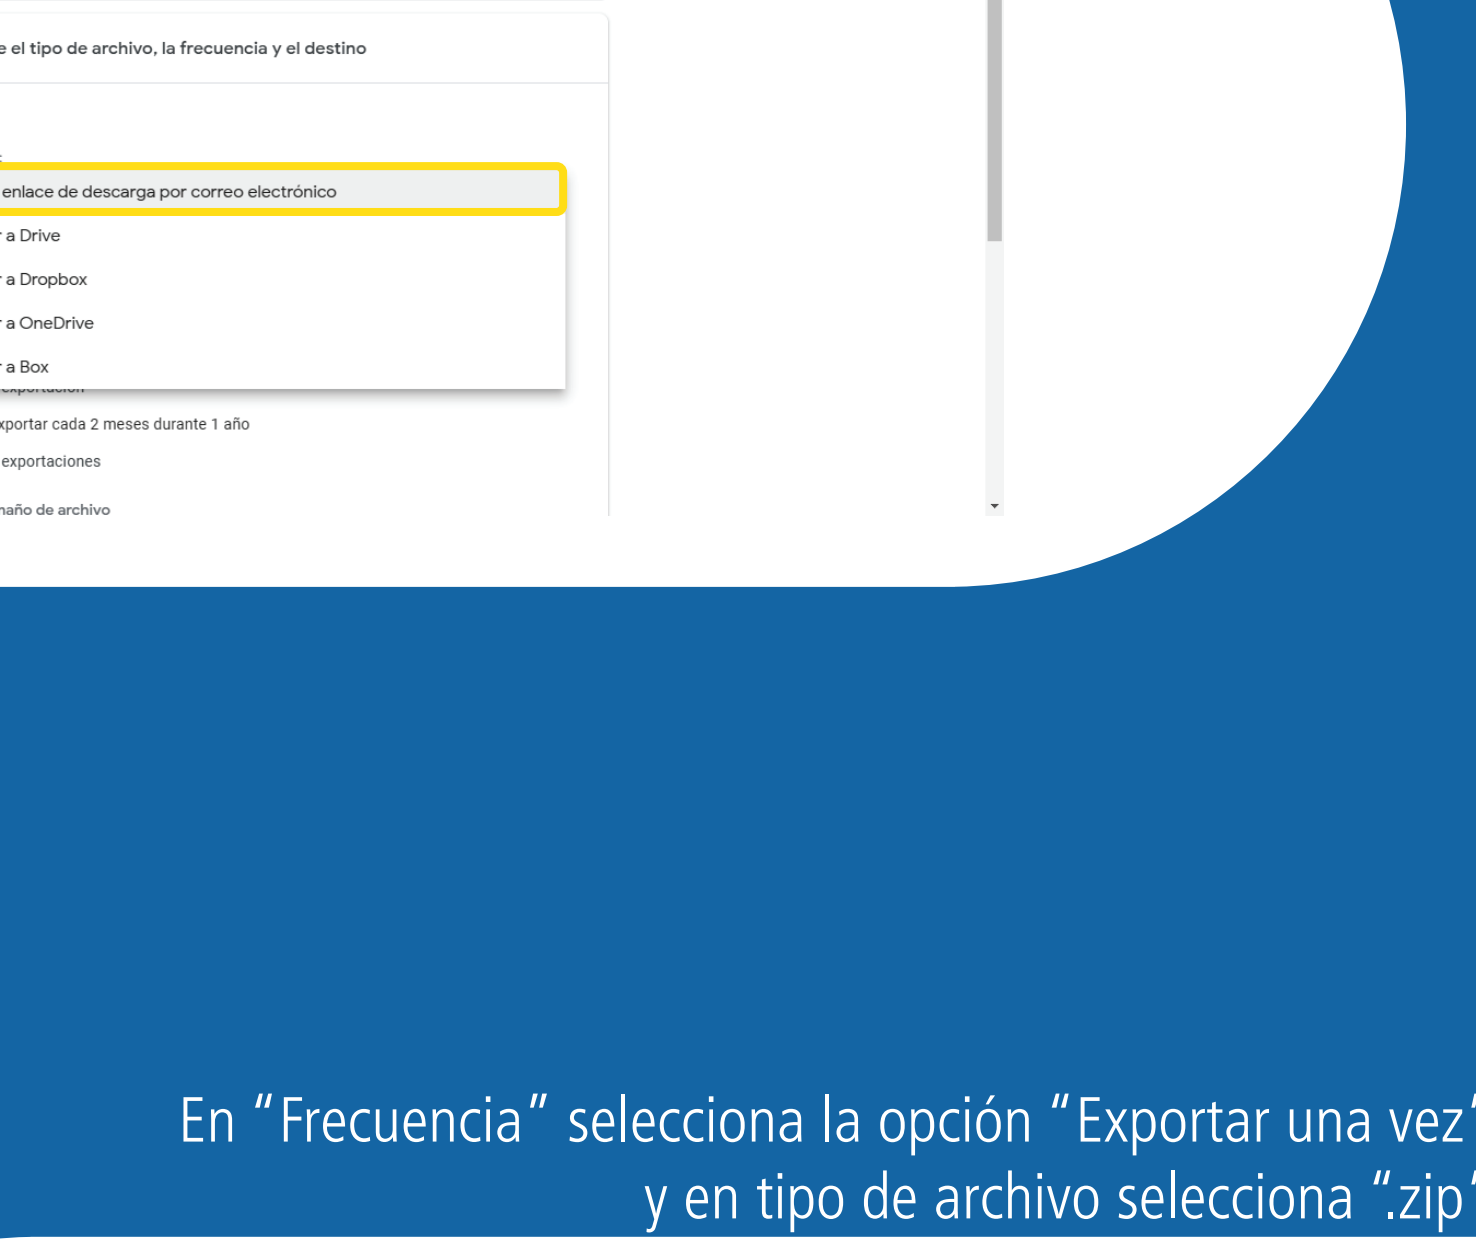 e el tipo de archivo, la frecuencia y el destino
enlace de descarga por correo electrónico
r a Drive
r a Dropbox
r a OneDrive
r a Box
exportación
xportar cada 2 meses durante 1 año
exportaciones
maño de archivo
En “Frecuencia” selecciona la opción “Exportar una vez”
y en tipo de archivo selecciona “.zip”